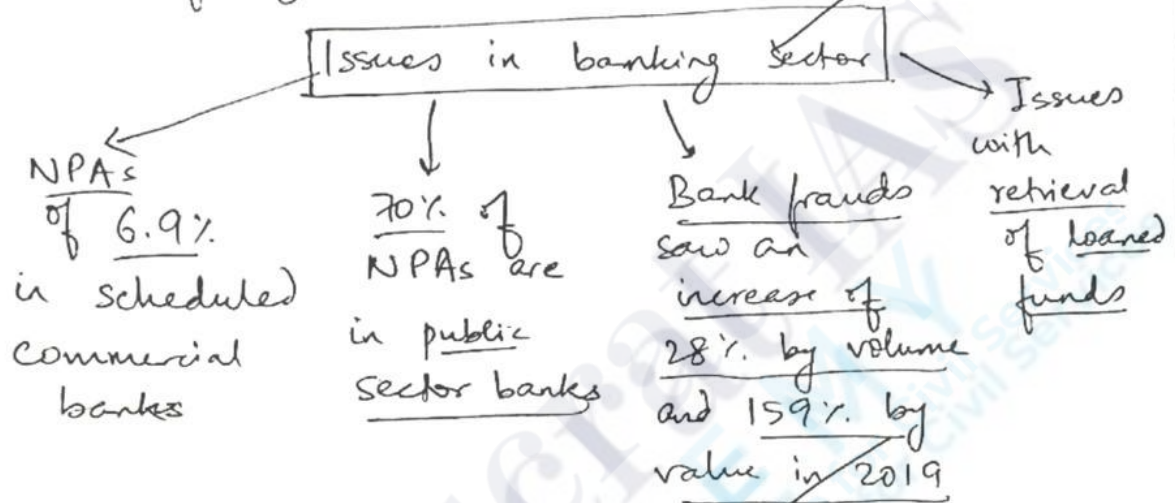 Issues in banking sector
NPAs
of 6.9%
in scheduled
commercial
banks
70% of
NPAs are
in public
sector banks
Bank frauds
saw an
increase of
28% by volume
and 159% by
value in 2019
Issues
with
retrieval
of loaned
funds